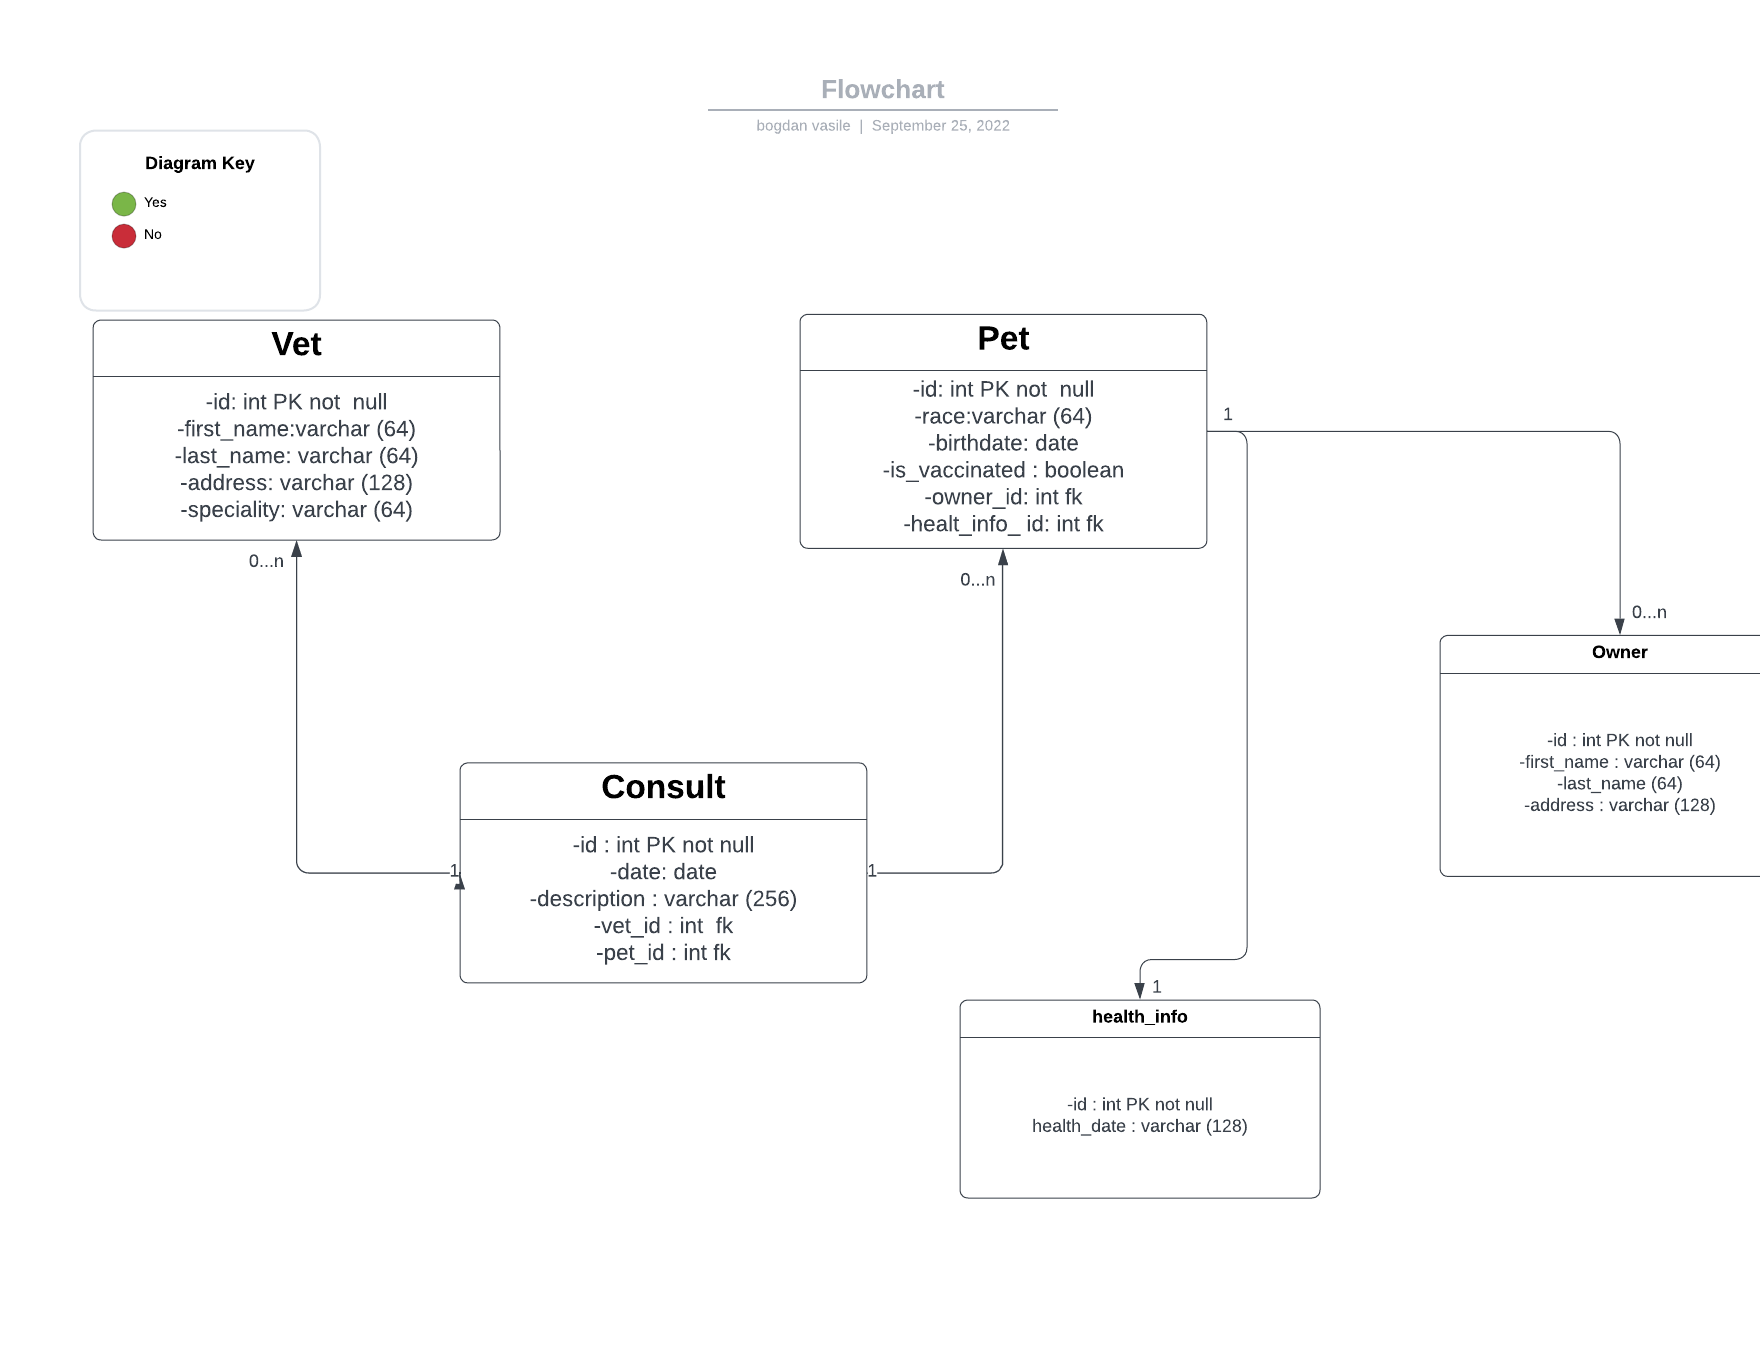 Flowchart
bogdan vasile | September 25, 2022
Diagram Key
Yes
No
Vet
-id: int PK not  null
-first_name:varchar (64)
-last_name: varchar (64)
-address: varchar (128)
-speciality: varchar (64)
0...n
Pet
-id: int PK not  null
-race:varchar (64)
-birthdate: date
-is_vaccinated : boolean
-owner_id: int fk
-healt_info_ id: int fk
1
0...n
0...n
Owner
-id : int PK not null
-first_name : varchar (64)
-last_name (64)
-address : varchar (128)
Consult
-id : int PK not null
-date: date
-description : varchar (256)
-vet_id : int  fk
-pet_id : int fk
1
1
1
health_info
-id : int PK not null
health_date : varchar (128)